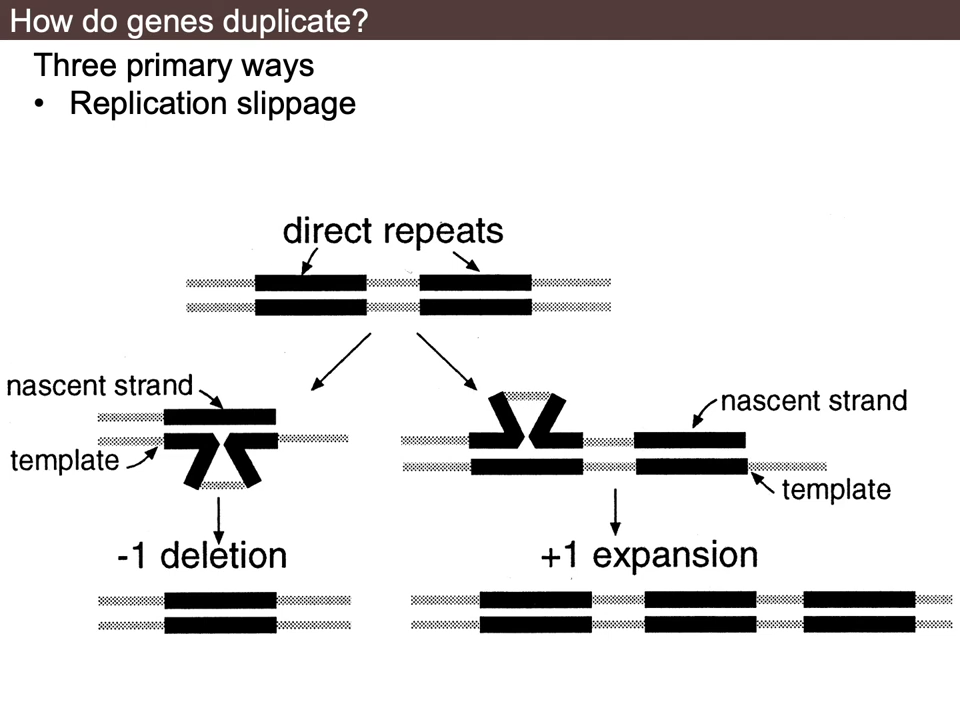 How do genes duplicate?
Three primary ways
• Replication slippage
direct repeats
nascent strand
template
nascent strand
template
-1 deletion
+1 expansion